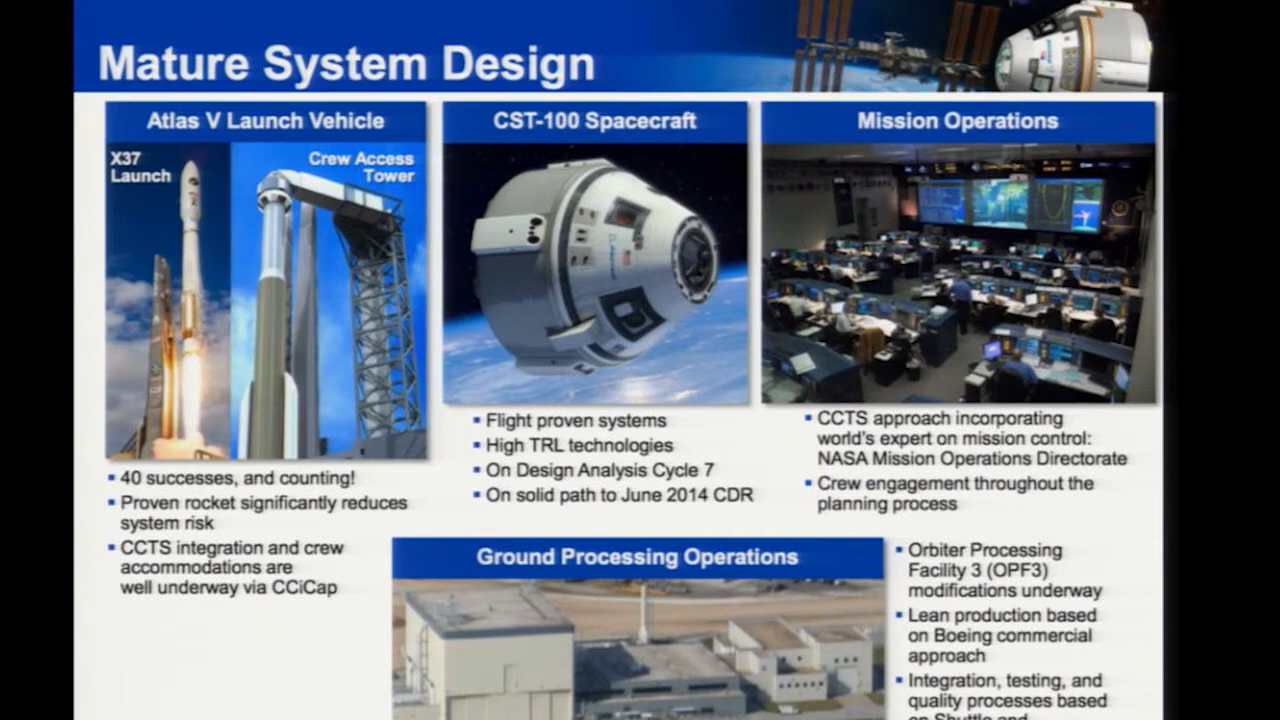 Mature System Design
Atlas V Launch Vehicle
X37
Launch
Crew Access
Tower
40 successes, and counting!
Proven rocket significantly reduces
system risk
CCTS integration and crew
accommodations are
well underway via CCiCap
CST-100 Spacecraft
Flight proven systems
High TRL technologies
On Design Analysis Cycle 7
On solid path to June 2014 CDR
Mission Operations
CCTS approach incorporating
world's expert on mission control:
NASA Mission Operations Directorate
Crew engagement throughout the
planning process
Ground Processing Operations
Orbiter Processing
Facility 3 (OPF3)
modifications underway
Lean production based
on Boeing commercial
approach
Integration, testing, and
quality processes based
on Shuttle and